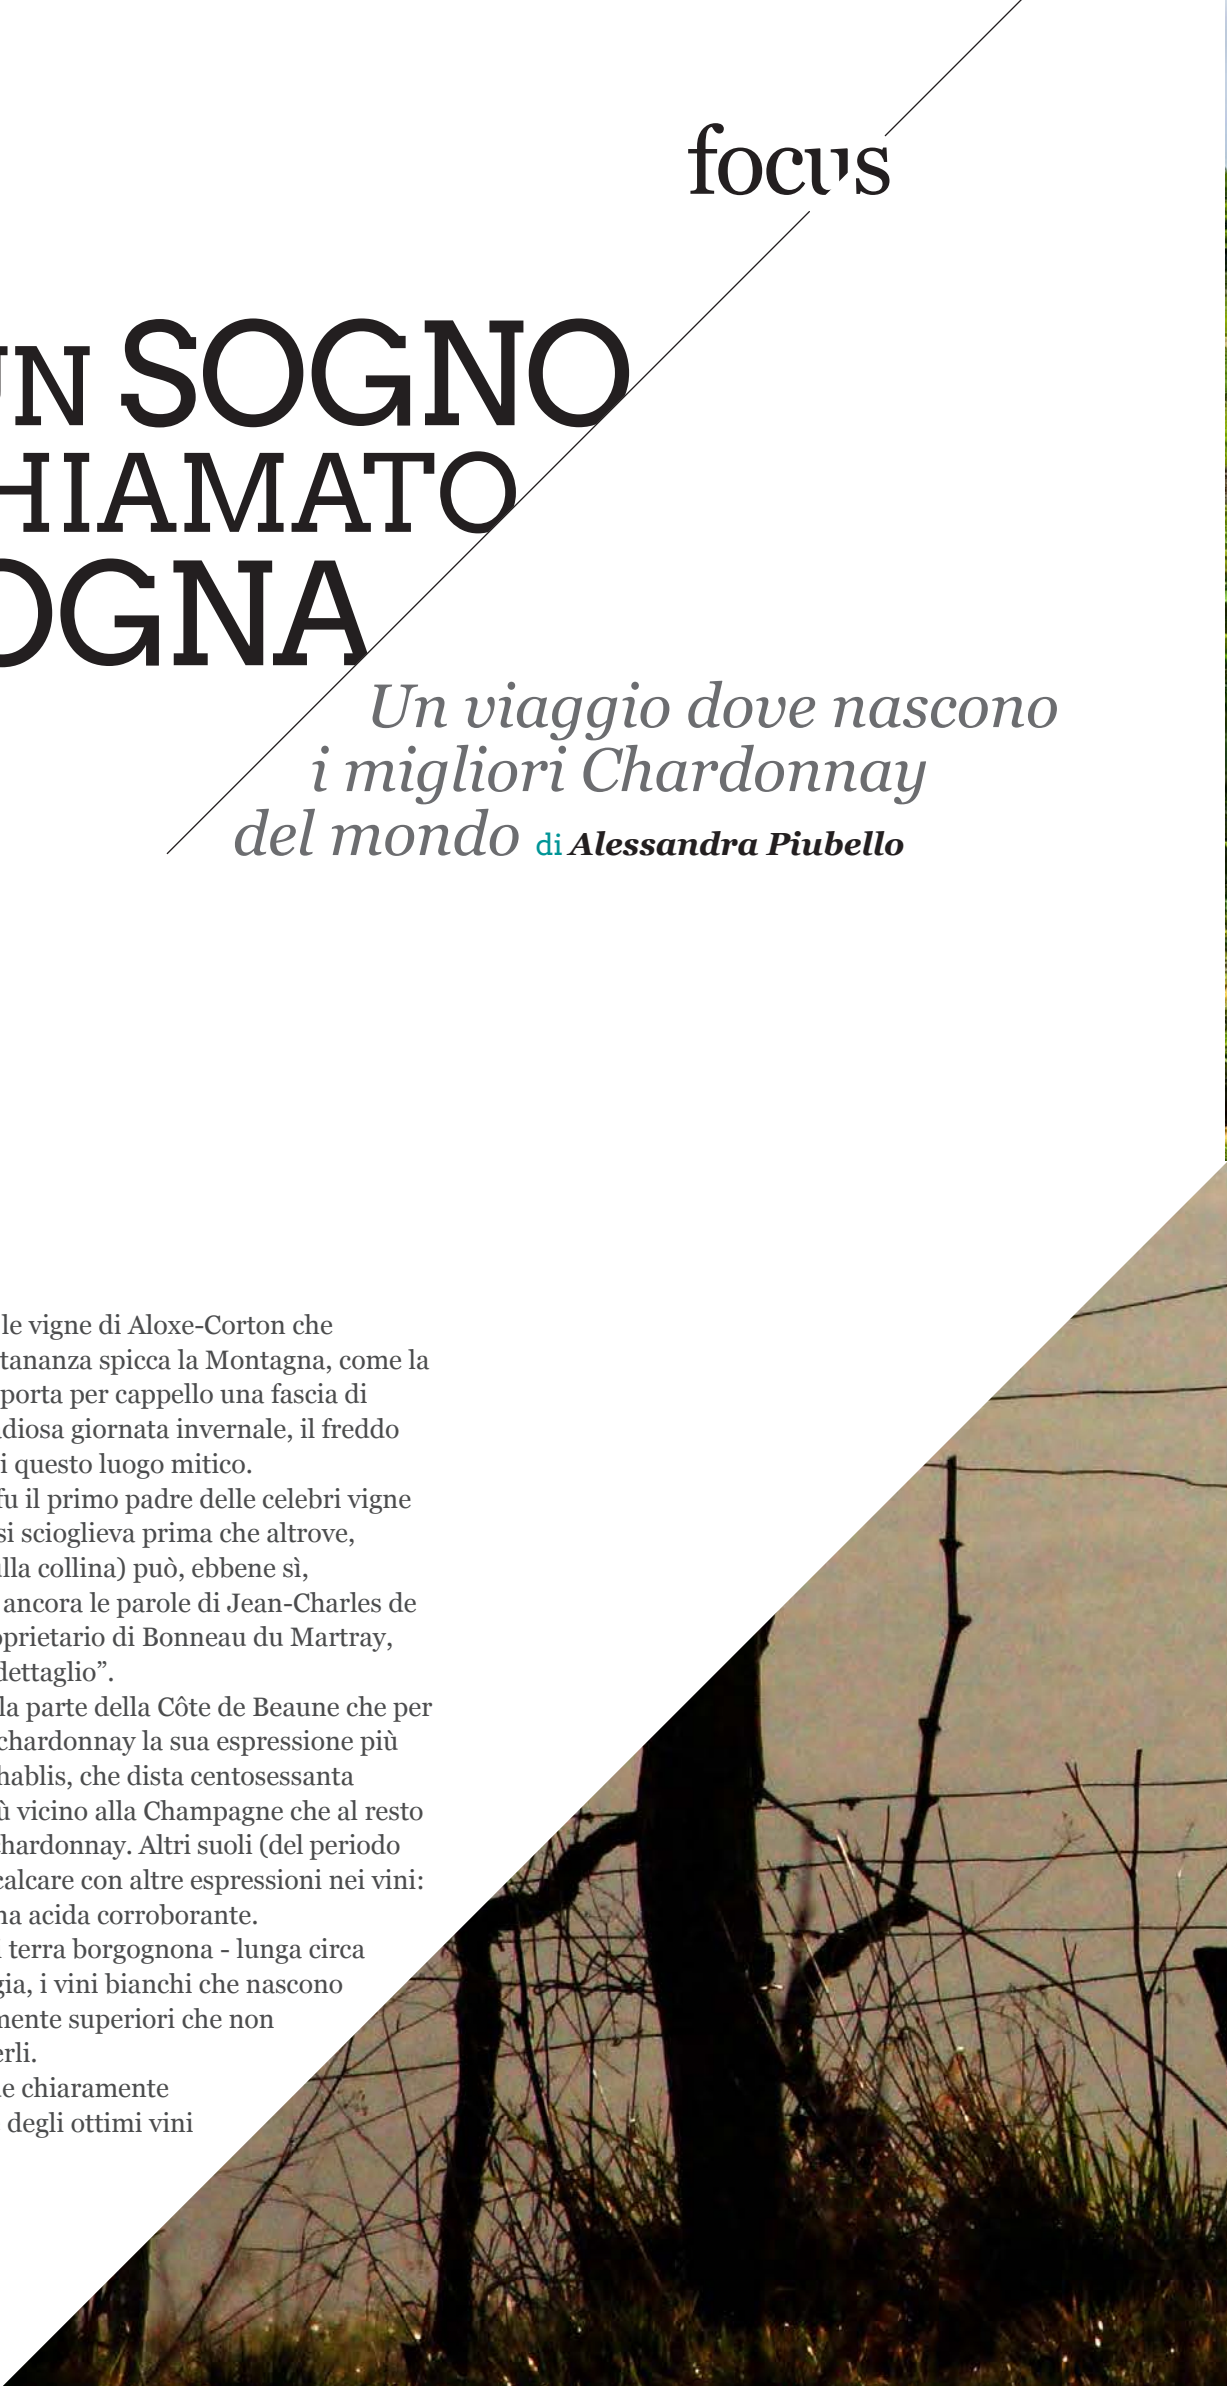 focus
UN SOGNO
HIAMATO
OGNA
Un viaggio dove nascono
i migliori Chardonnay
del mondo di Alessandra Piubello
le vigne di Aloxe-Corton che
tananza spicca la Montagna, come la
porta per cappello una fascia di
diosa giornata invernale, il freddo
i questo luogo mitico.
fu il primo padre delle celebri vigne
si scioglieva prima che altrove,
lla collina) può, ebbene sì,
ancora le parole di Jean-Charles de
prietario di Bonneau du Martray,
dettaglio”.
la parte della Côte de Beaune che per
chardonnay la sua espressione più
hablis, che dista centosessanta
ù vicino alla Champagne che al resto
chardonnay. Altri suoli (del periodo
calcare con altre espressioni nei vini:
na acida corroborante.
terra borgognona - lunga circa
gia, i vini bianchi che nascono
mente superiori che non
erli.
e chiaramente
degli ottimi vini